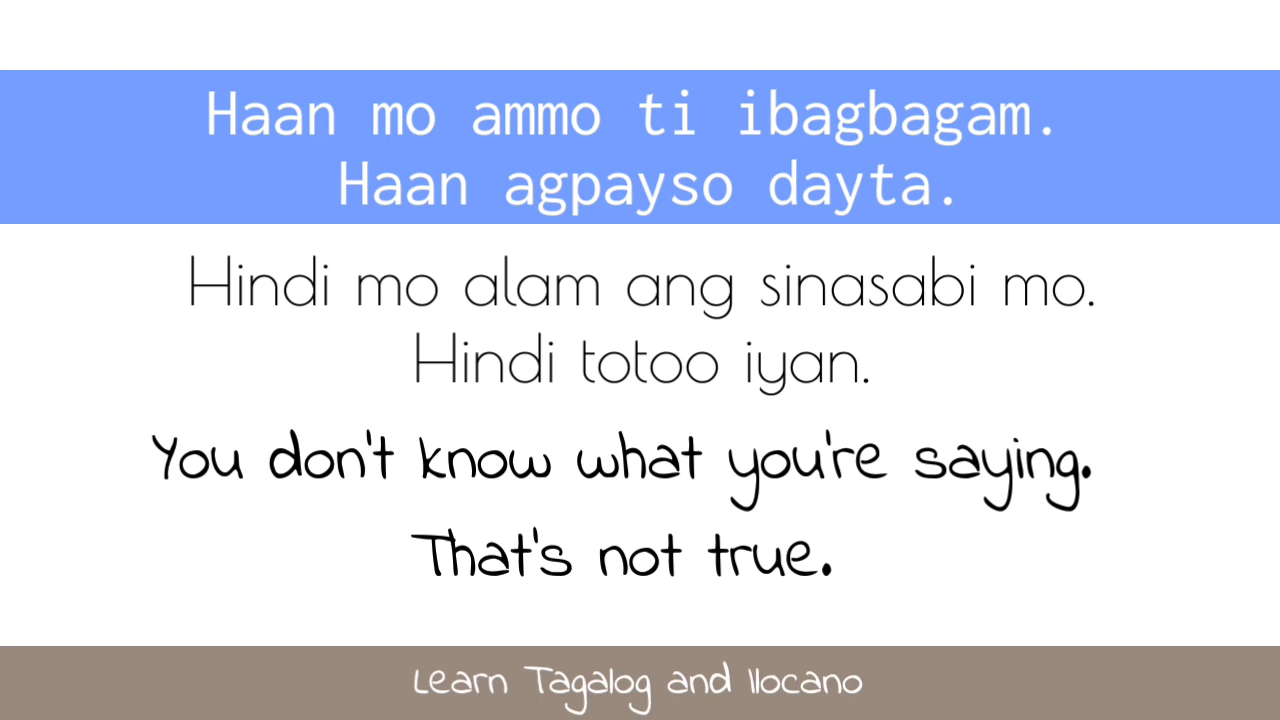 Haan mo ammo ti ibagbagam.
Haan agpayso dayta.
Hindi mo alam ang sinasabi mo.
Hindi totoo iyan.
You don't know what you're saying.
That's not true.
Learn Tagalog and Ilocano